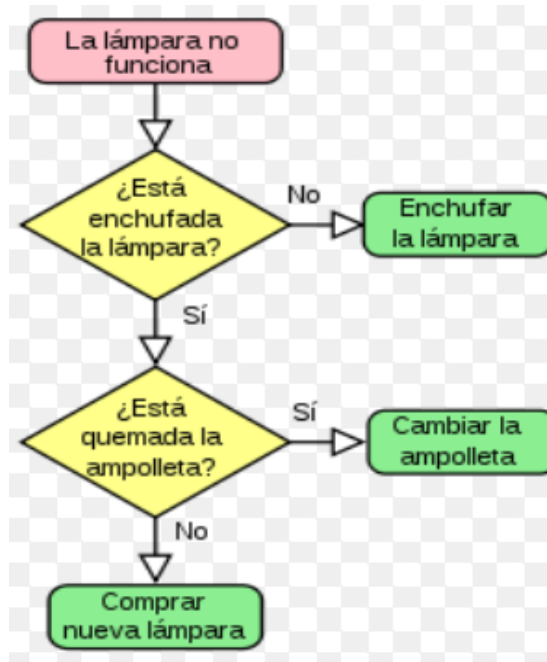 La lámpara no
funciona
¿Está
enchufada
la lámpara?
No
Enchufar
la lámpara
Sí
¿Está
quemada la
ampolleta?
Sí
Cambiar la
ampolleta
No
Comprar
nueva lámpara